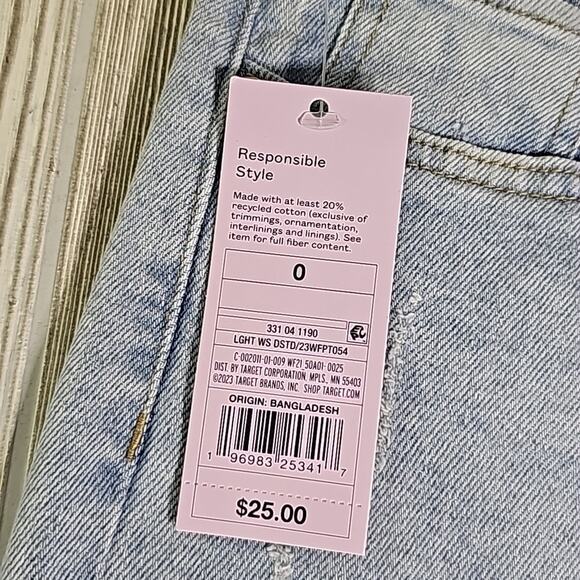 Responsible
Style
Made with at least 20%
recycled cotton (exclusive of
trimmings, ornamentation,
interlinings and linings). See
item for full fiber content.
0
331 04 1190
LGHT WS DSTD/23WFPT054
C-002011-01-009 WF21_50A01-0025
DIST. BY TARGET CORPORATION, MPLS., MN 55403
©2023 TARGET BRANDS, INC. SHOP TARGET.COM
ORIGIN: BANGLADESH
1 96983 25341 7
$25.00